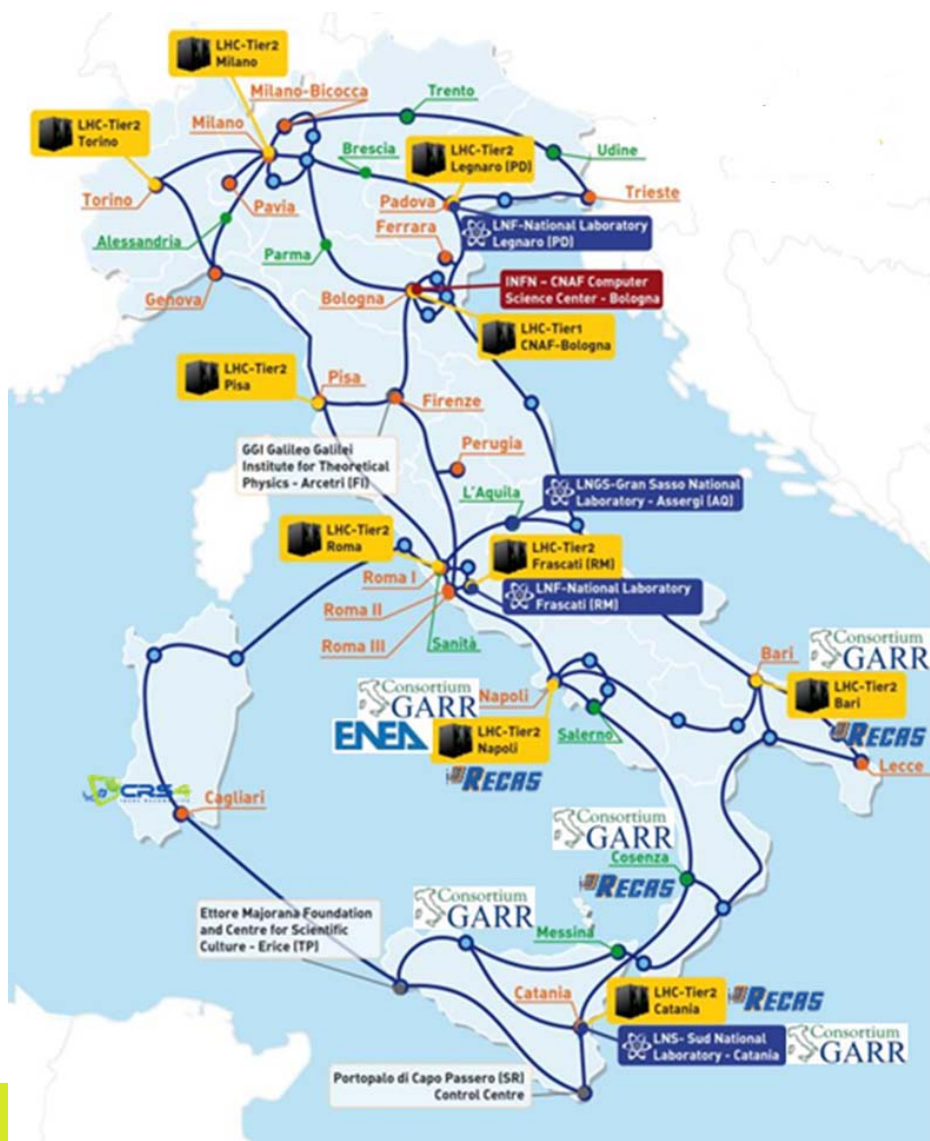 LHC-Tier2
Milano
Milano-Bicocca
Trento
LHC-Tier2
Torino
Milano
Brescia
LHC-Tier2
Legnaro (PD)
Udine
Torino
Pavia
Padova
Trieste
Alessandria
Ferrara
LNF-National Laboratory
Legnaro (PD)
Parma
Genova
Bologna
INFN - CNAF Computer
Science Center - Bologna
LHC-Tier1
CNAF-Bologna
LHC-Tier2
Pisa
Pisa
Firenze
GGI Galileo Galilei
Institute for Theoretical
Physics - Arcetri (FI)
Perugia
L'Aquila
LNGS-Gran Sasso National
Laboratory - Assergi (AQ)
LHC-Tier2
Roma
LHC-Tier2
Frascati (RM)
Roma I
LNF-National Laboratory
Frascati (RM)
Roma II
Roma III
Sanità
Bari
Consortium
GARR
LHC-Tier2
Bari
RECAS
Lecce
Consortium
GARR
Napoli
ENEA
LHC-Tier2
Napoli
Salerno
RECAS
CRS4
Cagliari
Consortium
GARR
Cosenza
RECAS
Ettore Majorana Foundation
and Centre for Scientific
Culture - Erice (TP)
Consortium
GARR
Messina
Catania
LHC-Tier2
Catania
RECAS
LNS- Sud National
Laboratory - Catania
Consortium
GARR
Portopalo di Capo Passero (SR)
Control Centre